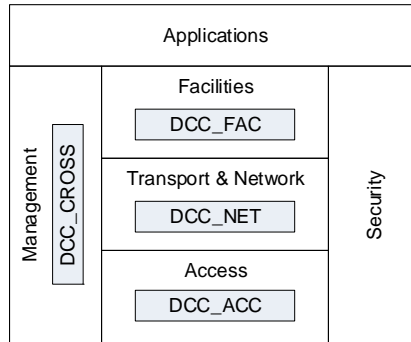 Applications
Management
DCC_CROSS
Facilities
DCC_FAC
Transport & Network
DCC_NET
Access
DCC_ACC
Security